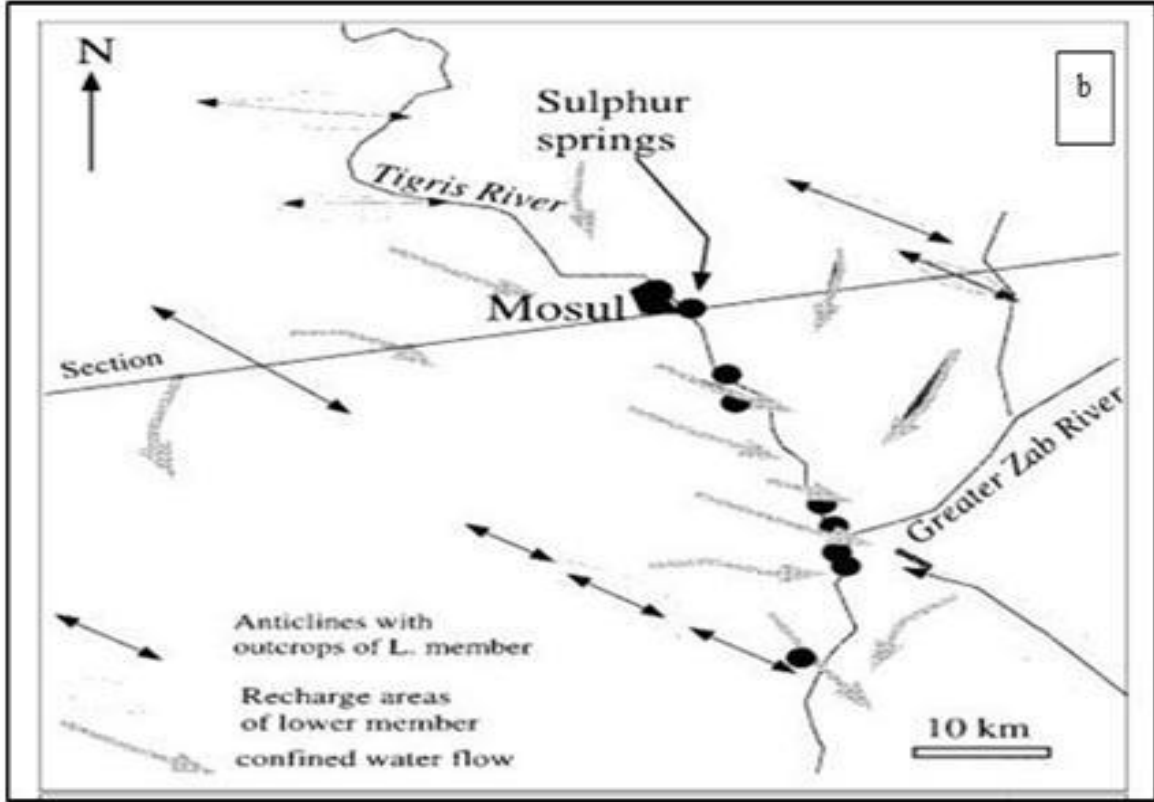 N
b
Sulphur
springs
Tigris River
Mosul
Section
Greater Zab River
Anticlines with
outcrops of L. member
Recharge areas
of lower member
confined water flow
10 km